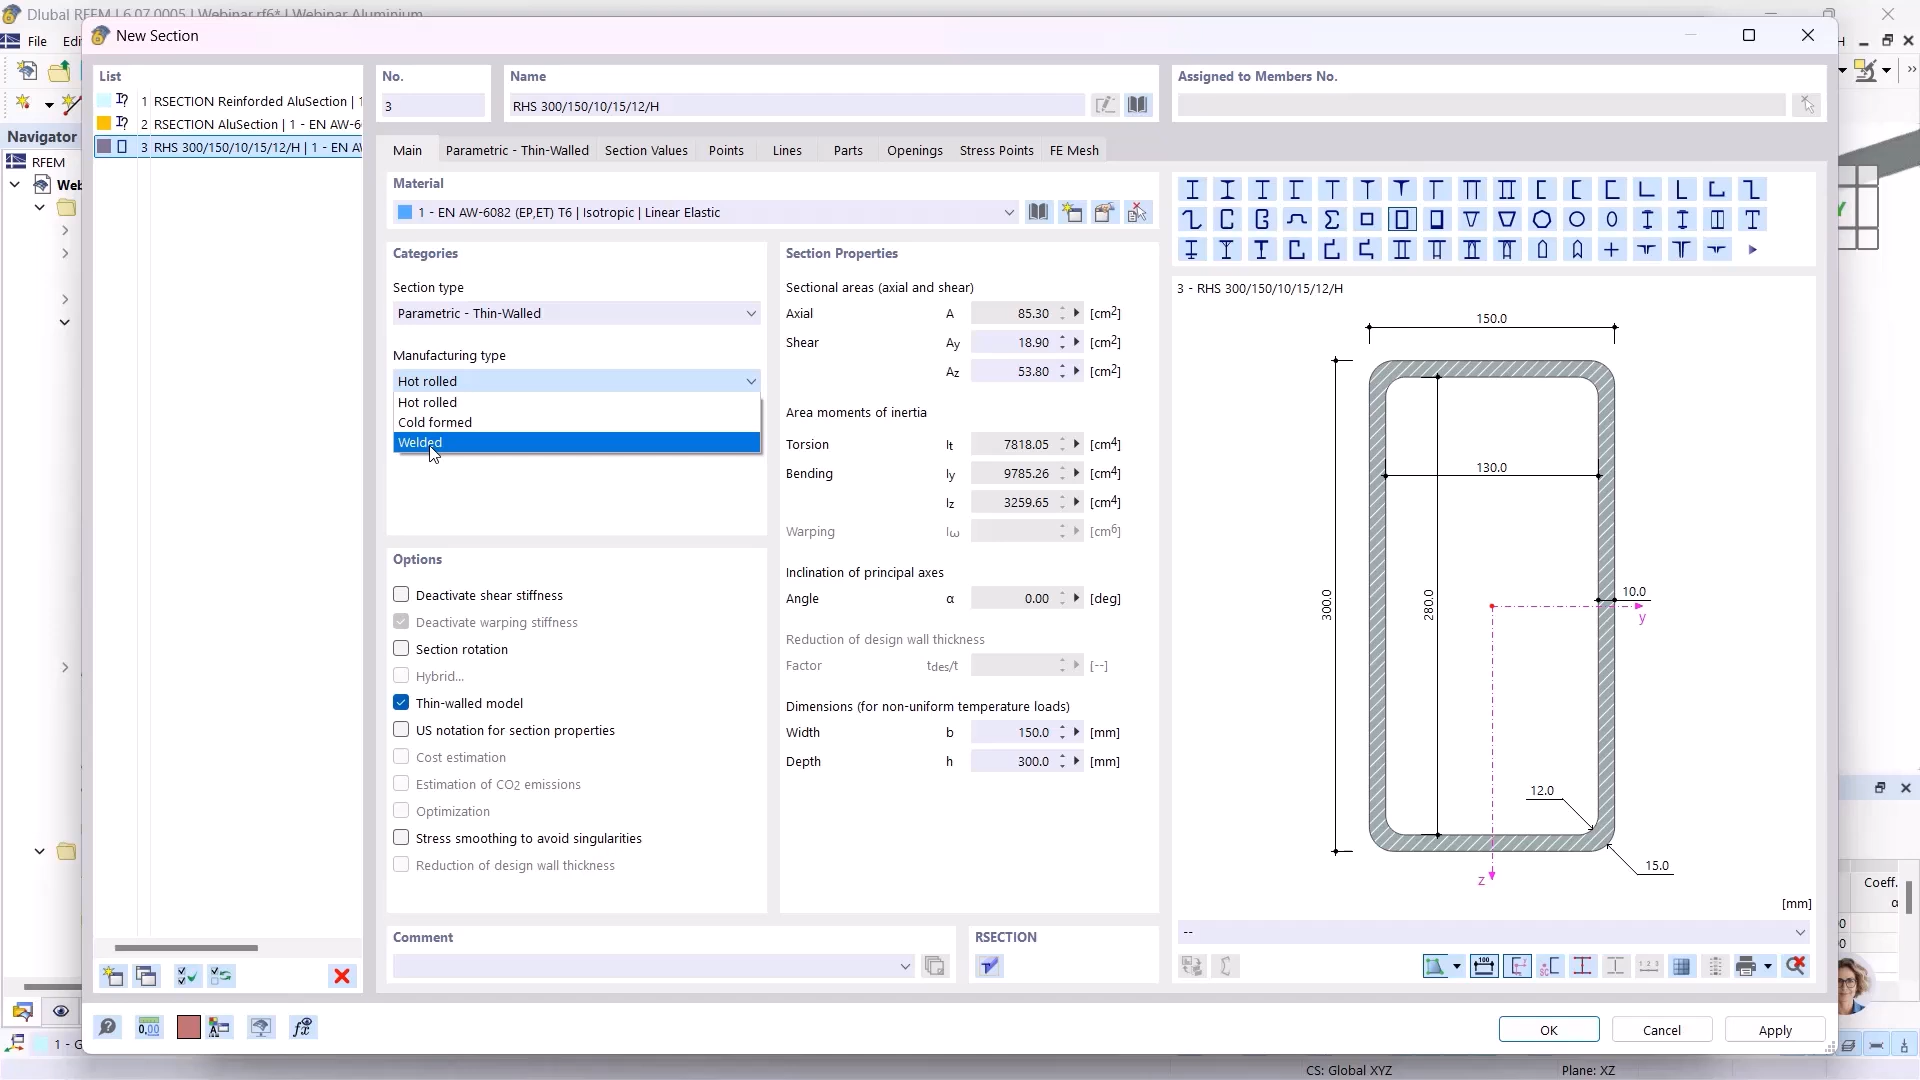 Dlubal RFEM | 6.07.0005 | Webinar.rf6* | Webinar Aluminium
File
New Section
List
1 RSECTION Reinforded AluSection | 1
2 RSECTION AluSection | 1 - EN AW-6
3 RHS 300/150/10/15/12/H | 1 - EN AW
Navigator
RFEM
No.
3
Name
RHS 300/150/10/15/12/H
Assigned to Members No.
Main
Parametric - Thin-Walled
Section Values
Points
Lines
Parts
Openings
Stress Points
FE Mesh
Material
1 - EN AW-6082 (EP,ET) T6 | Isotropic | Linear Elastic
Categories
Section type
Parametric - Thin-Walled
Manufacturing type
Hot rolled
Hot rolled
Cold formed
Welded
Options
Deactivate shear stiffness
Deactivate warping stiffness
Section rotation
Hybrid...
Thin-walled model
US notation for section properties
Cost estimation
Estimation of CO2 emissions
Optimization
Stress smoothing to avoid singularities
Reduction of design wall thickness
Section Properties
Sectional areas (axial and shear)
Axial A 85.30 [cm2]
Shear Ay 18.90 [cm2]
Az 53.80 [cm2]
Area moments of inertia
Torsion It 7818.05 [cm4]
Bending Iy 9785.26 [cm4]
Iz 3259.65 [cm4]
Warping Iω [cm6]
Inclination of principal axes
Angle α 0.00 [deg]
Reduction of design wall thickness
Factor tdes/t [--]
Dimensions (for non-uniform temperature loads)
Width b 150.0 [mm]
Depth h 300.0 [mm]
3 - RHS 300/150/10/15/12/H
150.0
130.0
300.0
280.0
10.0
y
12.0
15.0
z
[mm]
--
Comment
RSECTION
OK
Cancel
Apply
Coeff.
α
CS: Global XYZ
Plane: XZ